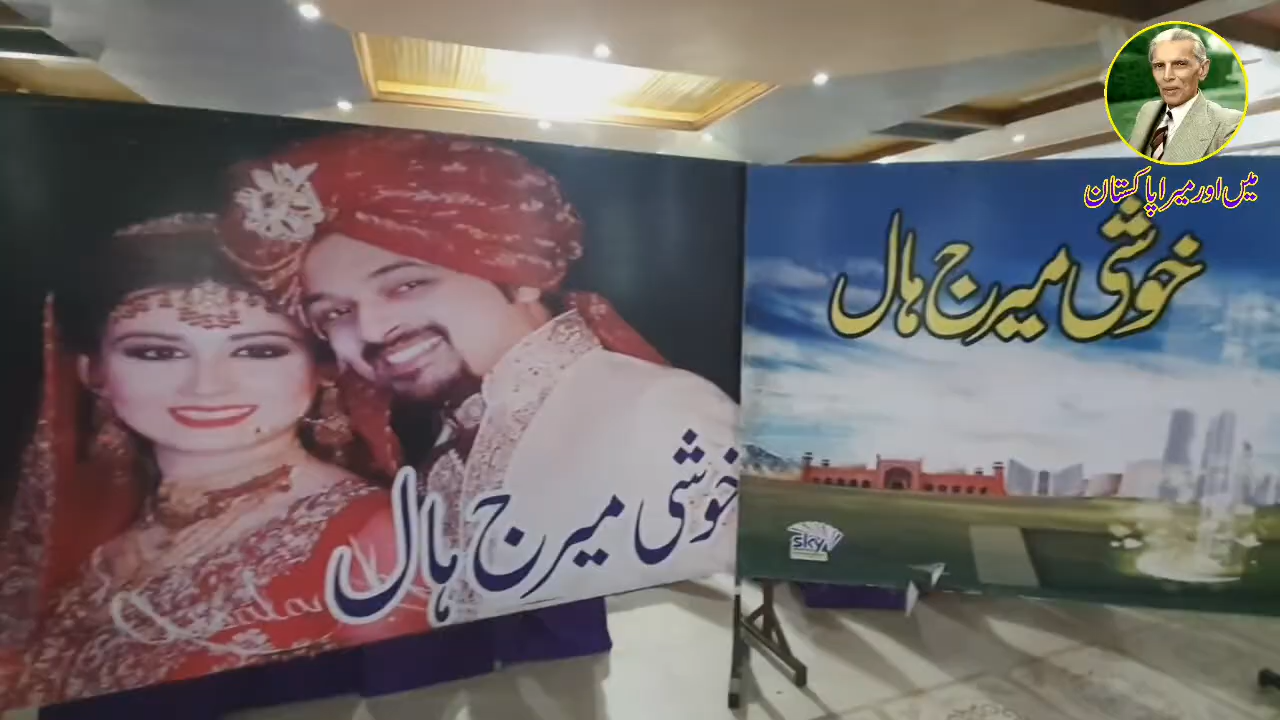 میں اور میرا پاکستان
خوشی میرج ہال
خوشی میرج ہال
sky